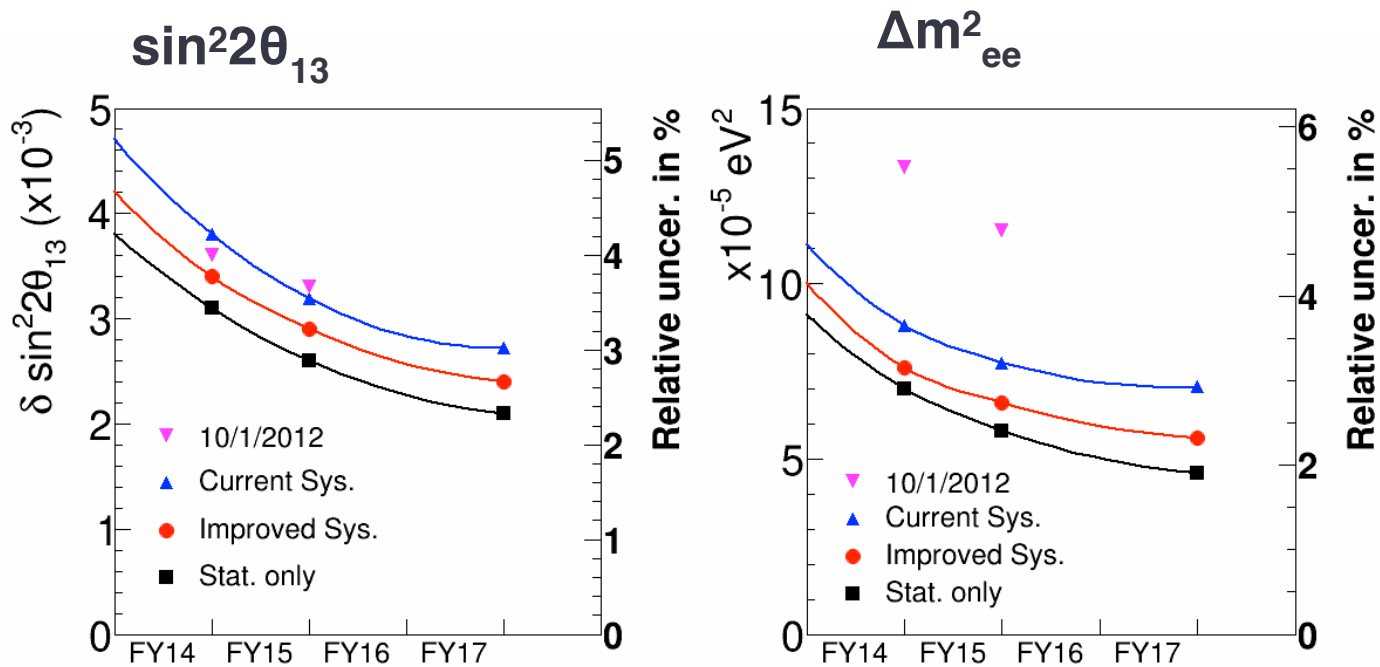 sin²2θ₁₃
δ sin²2θ₁₃ (x10⁻³)
5
4
3
2
1
0
10/1/2012
Current Sys.
Improved Sys.
Stat. only
FY14 FY15 FY16 FY17
5
4
3
2
1
0
Relative uncer. in %
Δm²ₑₑ
x10⁻⁵ eV²
15
10
5
0
10/1/2012
Current Sys.
Improved Sys.
Stat. only
FY14 FY15 FY16 FY17
6
4
2
0
Relative uncer. in %